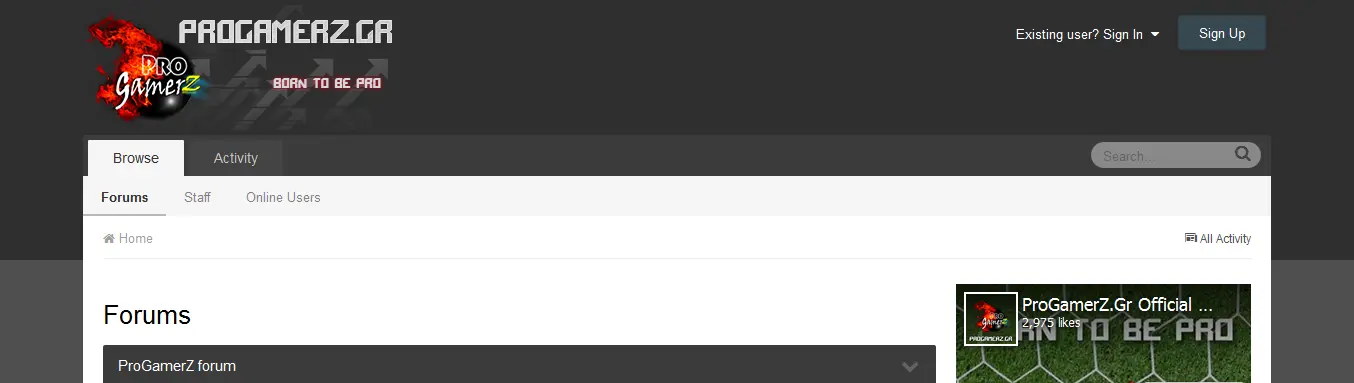 PROGAMERZ.GR
PRO
GamerZ
BORN TO BE PRO
Existing user? Sign In
Sign Up
Browse
Activity
Search...
Forums
Staff
Online Users
Home
All Activity
Forums
ProGamerZ forum
ProGamerZ.Gr Official ...
2,975 likes
RN TO BE PRO
PRO
GamerZ
PROGAMERZ.GR